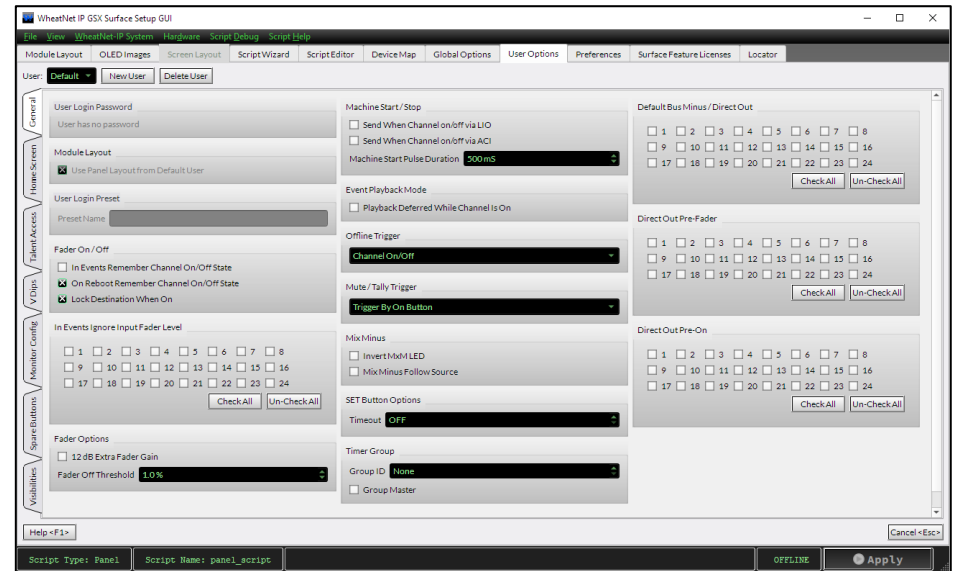 WheatNet IP GSX Surface Setup GUI
File View WheatNet-IP System Hardware Script Debug Script Help
Module Layout OLED Images Screen Layout Script Wizard Script Editor Device Map Global Options User Options Preferences Surface Feature Licenses Locator
User: Default New User Delete User
General
Home Screen
Talent Access
V Dips
Monitor Config
Spare Buttons
Visibilities
User Login Password
User has no password
Module Layout
Use Panel Layout from Default User
User Login Preset
Preset Name
Fader On / Off
In Events Remember Channel On/Off State
On Reboot Remember Channel On/Off State
Lock Destination When On
In Events Ignore Input Fader Level
1 2 3 4 5 6 7 8
9 10 11 12 13 14 15 16
17 18 19 20 21 22 23 24
Check All Un-Check All
Fader Options
12 dB Extra Fader Gain
Fader Off Threshold 1.0 %
Machine Start / Stop
Send When Channel on/off via LIO
Send When Channel on/off via ACI
Machine Start Pulse Duration 500 mS
Event Playback Mode
Playback Deferred While Channel Is On
Offline Trigger
Channel On/Off
Mute / Tally Trigger
Trigger By On Button
Mix Minus
Invert MxM LED
Mix Minus Follow Source
SET Button Options
Timeout OFF
Timer Group
Group ID None
Group Master
Default Bus Minus / Direct Out
1 2 3 4 5 6 7 8
9 10 11 12 13 14 15 16
17 18 19 20 21 22 23 24
Check All Un-Check All
Direct Out Pre-Fader
1 2 3 4 5 6 7 8
9 10 11 12 13 14 15 16
17 18 19 20 21 22 23 24
Check All Un-Check All
Direct Out Pre-On
1 2 3 4 5 6 7 8
9 10 11 12 13 14 15 16
17 18 19 20 21 22 23 24
Check All Un-Check All
Help <F1> Cancel <Esc>
Script Type: Panel Script Name: panel_script OFFLINE Apply